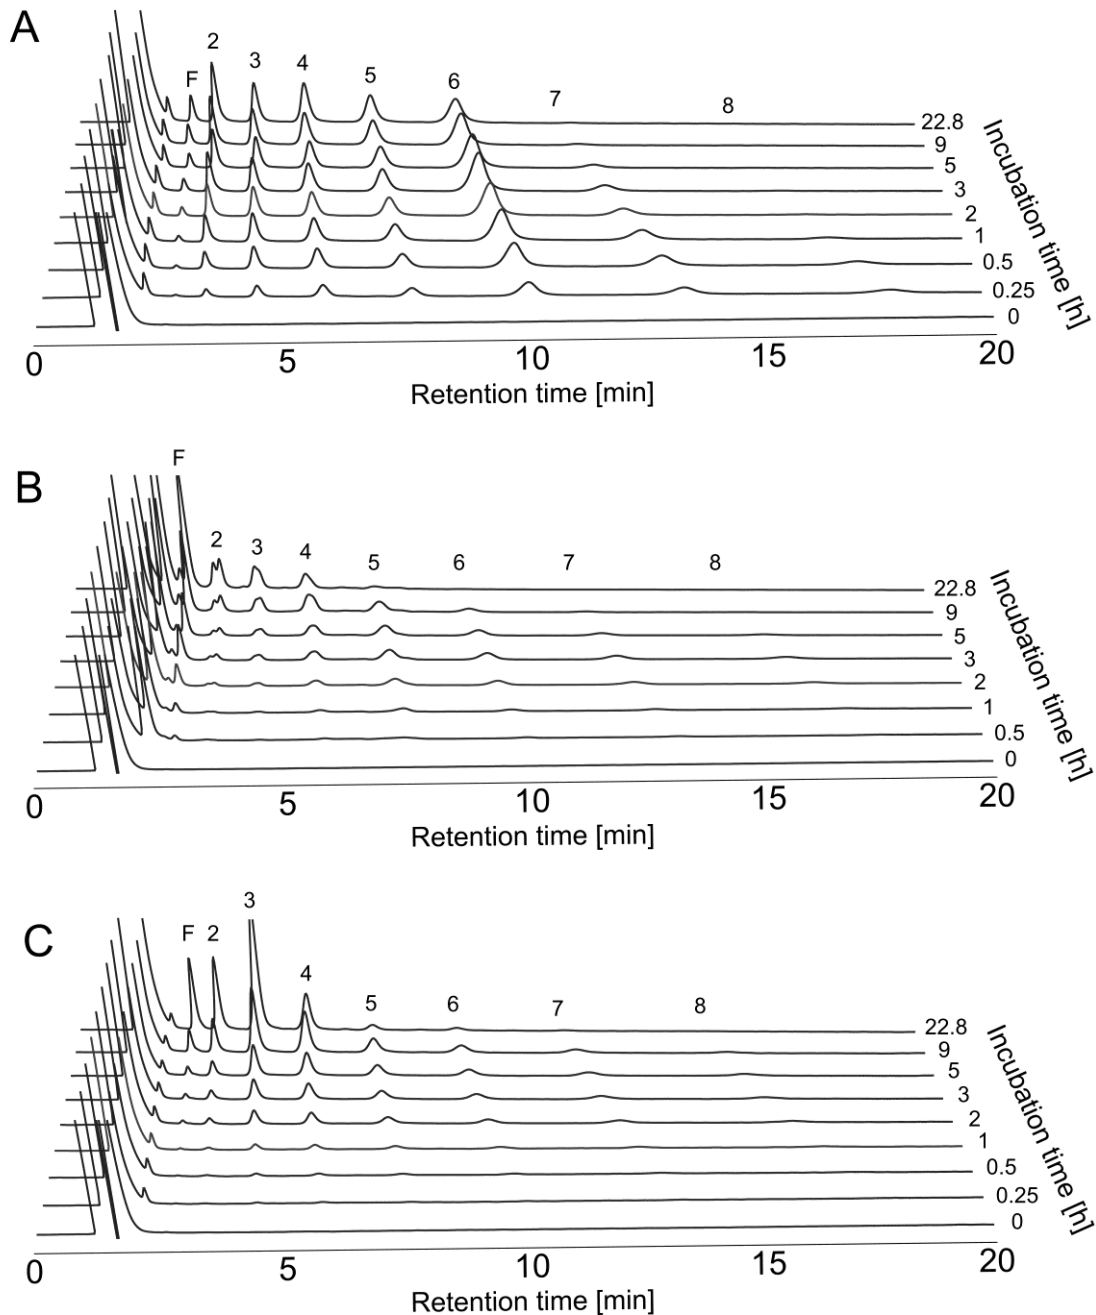 A
F 2 3 4 5 6 7 8
22.8
9
5
3
2
1
0.5
0.25
0
Incubation time [h]
0 5 10 15 20
Retention time [min]
B
F
2 3 4 5 6 7 8
22.8
9
5
3
2
1
0.5
0
Incubation time [h]
0 5 10 15 20
Retention time [min]
C
3
F 2 4 5 6 7 8
22.8
9
5
3
2
1
0.5
0.25
0
Incubation time [h]
0 5 10 15 20
Retention time [min]